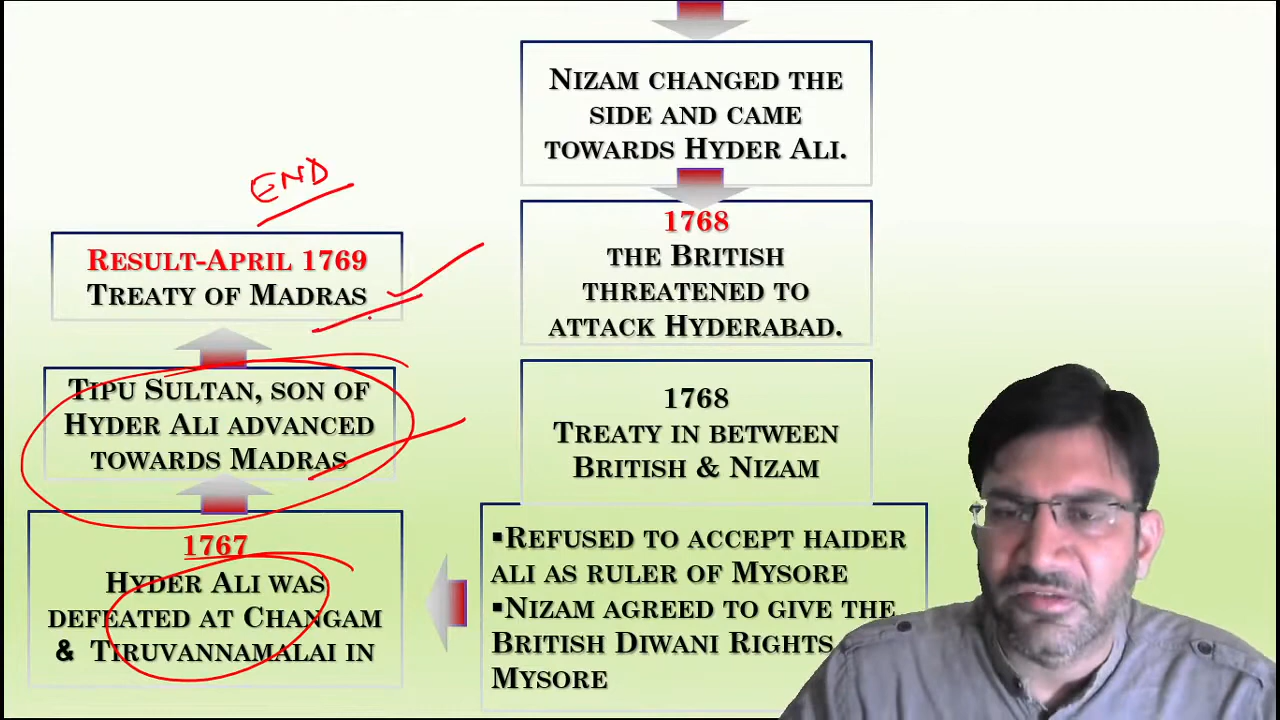 Nizam changed the
side and came
towards Hyder Ali.
1768
the British
threatened to
attack Hyderabad.
1768
Treaty in between
British & Nizam
▪Refused to accept haider
ali as ruler of Mysore
▪Nizam agreed to give the
British Diwani Rights
Mysore
1767
Hyder Ali was
defeated at Changam
& Tiruvannamalai in
Tipu Sultan, son of
Hyder Ali advanced
towards Madras
END
Result-April 1769
Treaty of Madras